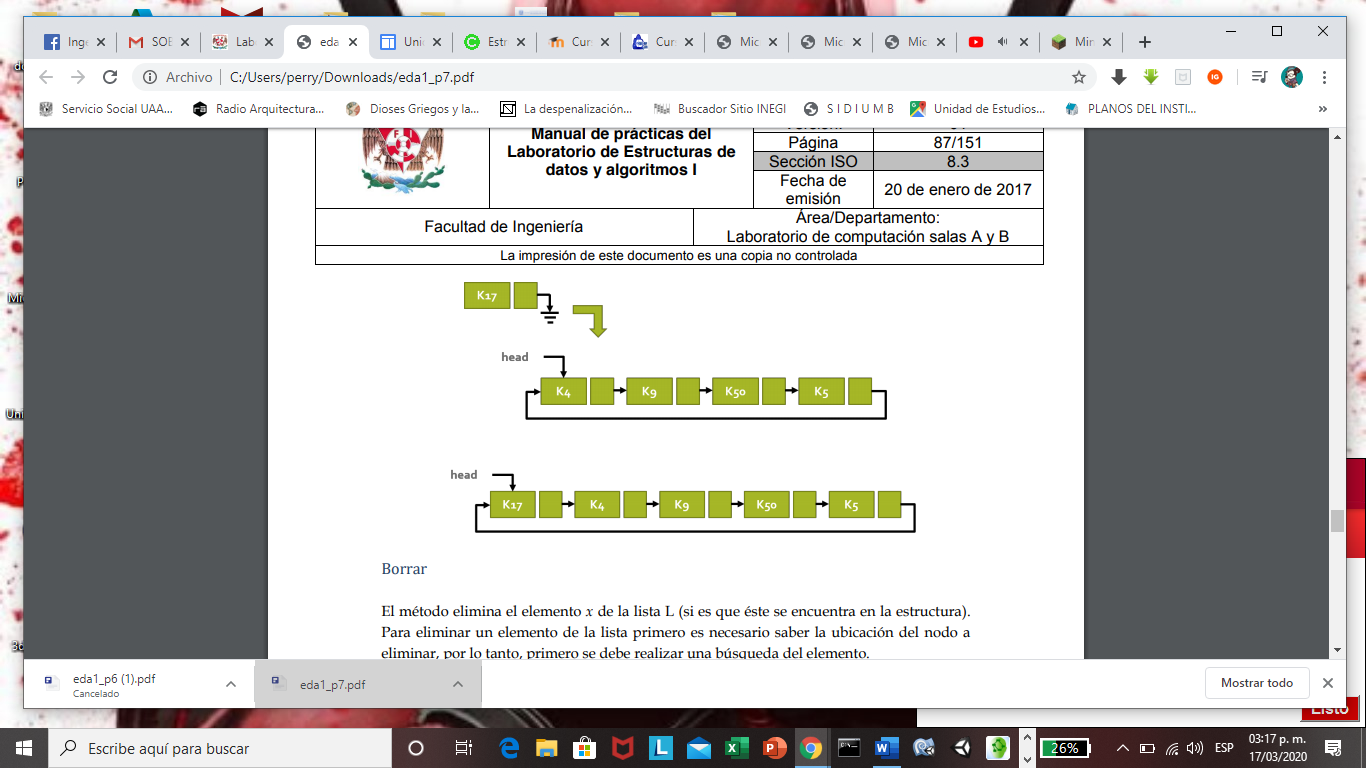 Inge
SOE
Lab
eda
Unic
Estr
Curs
Curs
Mic
Mic
Mic
Mir
Archivo
C:/Users/perry/Downloads/eda1_p7.pdf
Servicio Social UAA...
Radio Arquitectura...
Dioses Griegos y la...
La despenalización...
Buscador Sitio INEGI
S I D I U M B
Unidad de Estudios...
PLANOS DEL INSTI...
»
Manual de prácticas del
Laboratorio de Estructuras de
datos y algoritmos I
Página 87/151
Sección ISO 8.3
Fecha de
emisión
20 de enero de 2017
Facultad de Ingeniería
Área/Departamento:
Laboratorio de computación salas A y B
La impresión de este documento es una copia no controlada
K17
head
K4 K9 K50 K5
head
K17 K4 K9 K50 K5
Borrar
El método elimina el elemento x de la lista L (si es que éste se encuentra en la estructura).
Para eliminar un elemento de la lista primero es necesario saber la ubicación del nodo a
eliminar, por lo tanto, primero se debe realizar una búsqueda del elemento.
eda1_p6 (1).pdf
Cancelado
eda1_p7.pdf
Mostrar todo
Listo
Escribe aquí para buscar
26%
ESP
03:17 p. m.
17/03/2020